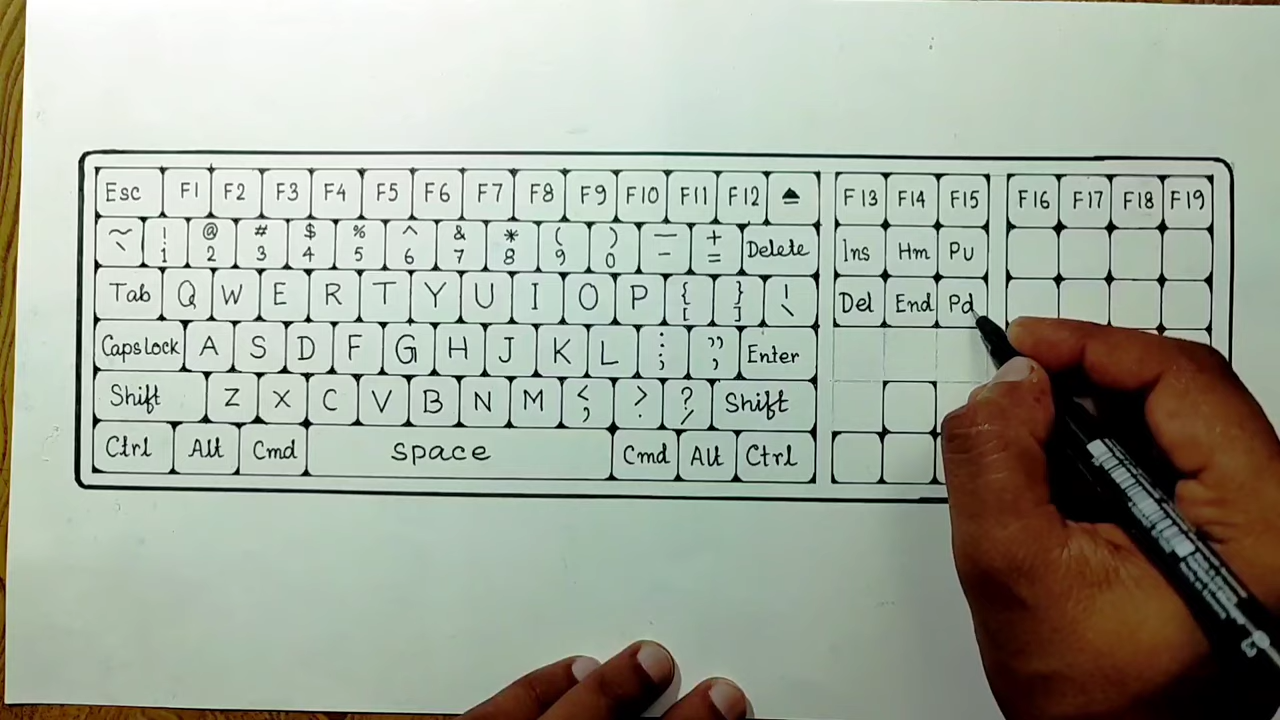 Esc F1 F2 F3 F4 F5 F6 F7 F8 F9 F10 F11 F12 ⏏ F13 F14 F15 F16 F17 F18 F19
~ ! @ # $ % ^ & * ( ) — +
\ 1 2 3 4 5 6 7 8 9 0 - = Delete Ins Hm Pu
Tab Q W E R T Y U I O P { } |
[ ] \ Del End Pd
Caps Lock A S D F G H J K L : ” Enter
; ,
Shift Z X C V B N M < > ? Shift
, . /
Ctrl Alt Cmd Space Cmd Alt Ctrl